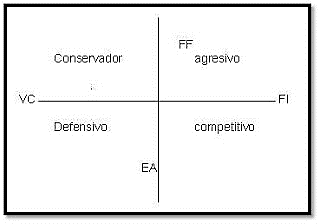 FF
Conservador agresivo
VC FI
Defensivo competitivo
EA